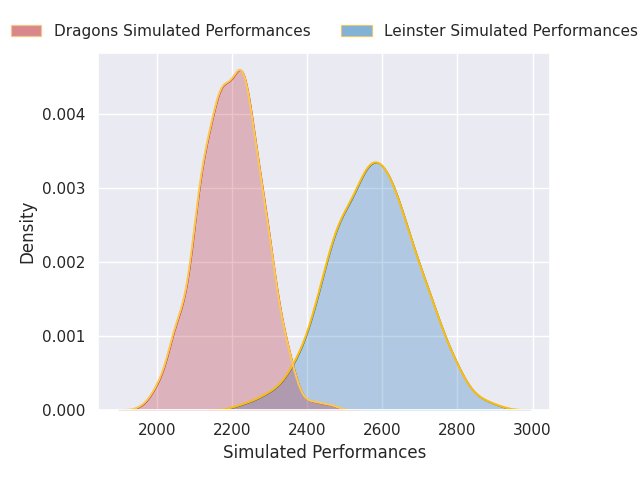 Dragons Simulated Performances
Leinster Simulated Performances
0.004
0.003
0.002
0.001
0.000
Density
2000 2200 2400 2600 2800 3000
Simulated Performances